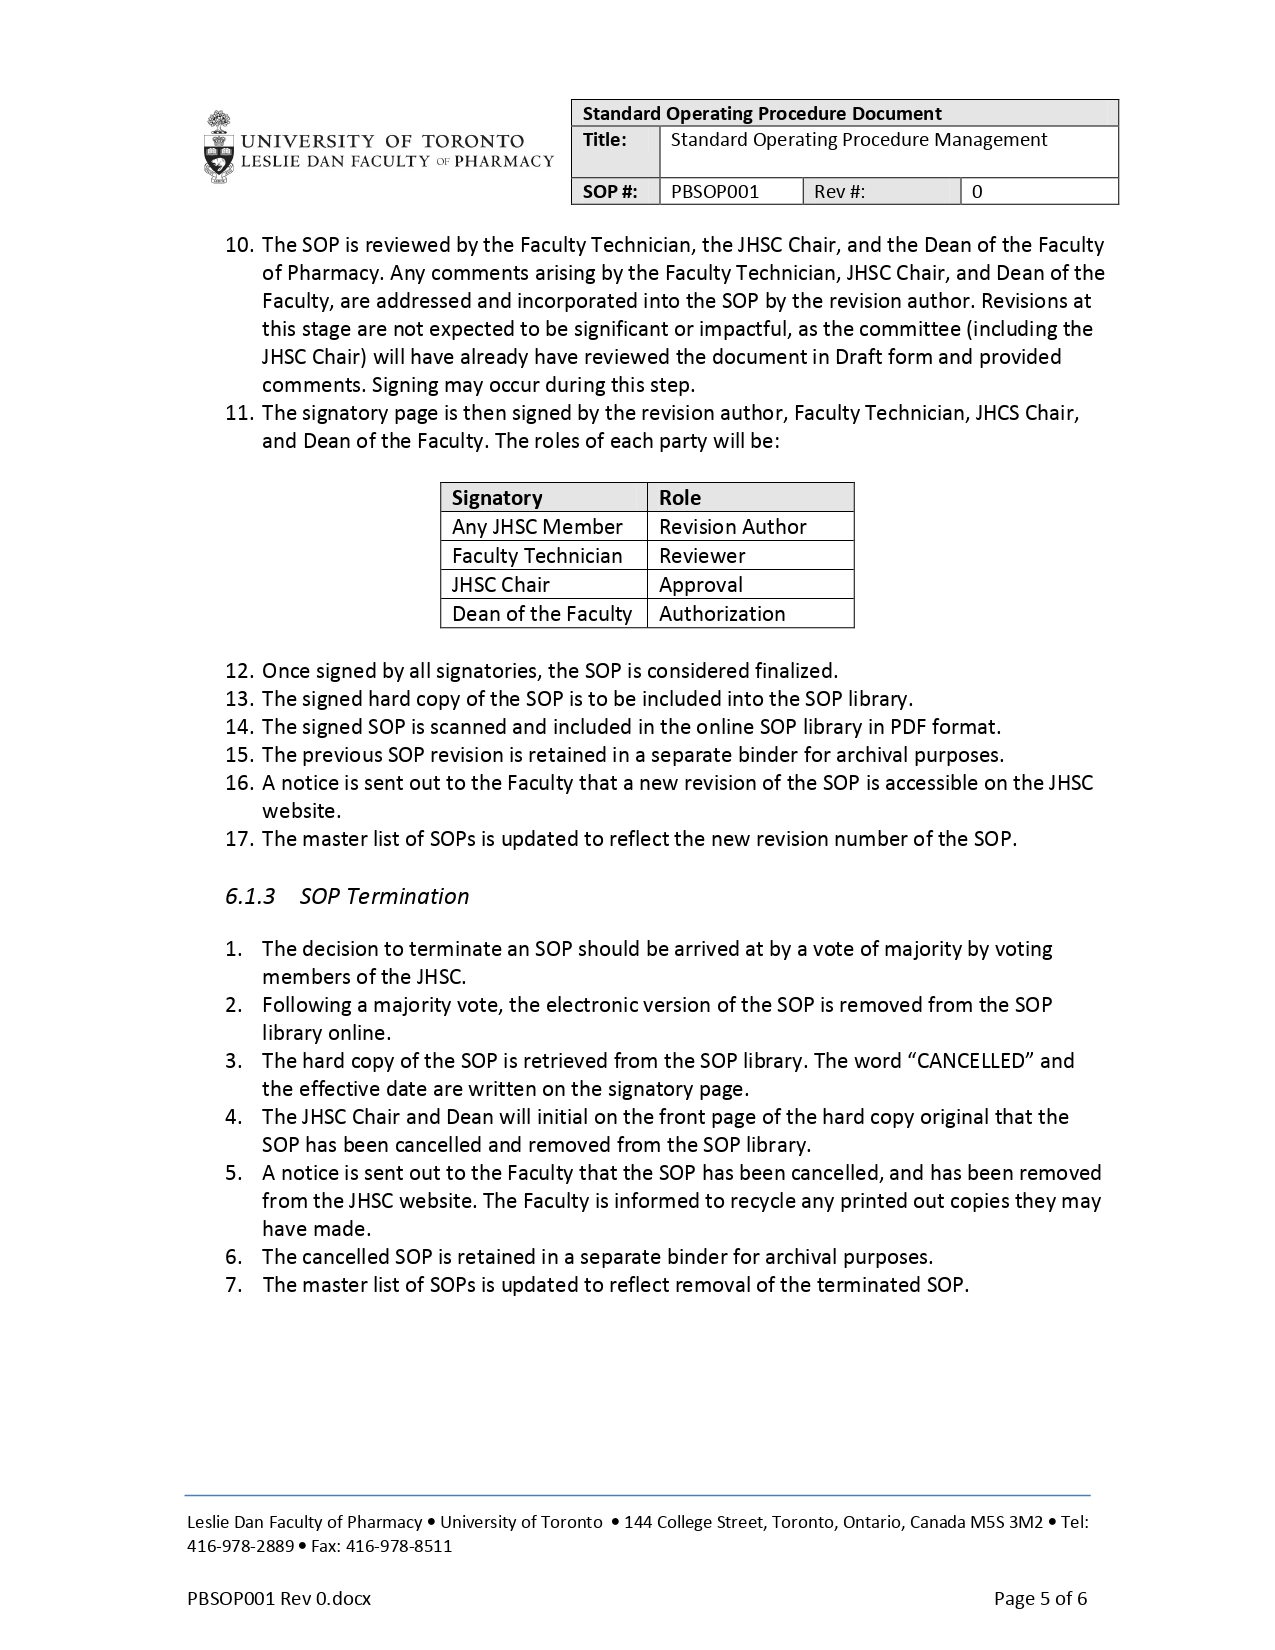 UNIVERSITY OF TORONTO
LESLIE DAN FACULTY OF PHARMACY
Standard Operating Procedure Document
Title: Standard Operating Procedure Management
SOP #: PBSOP001 Rev #: 0
10. The SOP is reviewed by the Faculty Technician, the JHSC Chair, and the Dean of the Faculty
of Pharmacy. Any comments arising by the Faculty Technician, JHSC Chair, and Dean of the
Faculty, are addressed and incorporated into the SOP by the revision author. Revisions at
this stage are not expected to be significant or impactful, as the committee (including the
JHSC Chair) will have already have reviewed the document in Draft form and provided
comments. Signing may occur during this step.
11. The signatory page is then signed by the revision author, Faculty Technician, JHCS Chair,
and Dean of the Faculty. The roles of each party will be:
Signatory Role
Any JHSC Member Revision Author
Faculty Technician Reviewer
JHSC Chair Approval
Dean of the Faculty Authorization
12. Once signed by all signatories, the SOP is considered finalized.
13. The signed hard copy of the SOP is to be included into the SOP library.
14. The signed SOP is scanned and included in the online SOP library in PDF format.
15. The previous SOP revision is retained in a separate binder for archival purposes.
16. A notice is sent out to the Faculty that a new revision of the SOP is accessible on the JHSC
website.
17. The master list of SOPs is updated to reflect the new revision number of the SOP.
6.1.3 SOP Termination
1. The decision to terminate an SOP should be arrived at by a vote of majority by voting
members of the JHSC.
2. Following a majority vote, the electronic version of the SOP is removed from the SOP
library online.
3. The hard copy of the SOP is retrieved from the SOP library. The word “CANCELLED” and
the effective date are written on the signatory page.
4. The JHSC Chair and Dean will initial on the front page of the hard copy original that the
SOP has been cancelled and removed from the SOP library.
5. A notice is sent out to the Faculty that the SOP has been cancelled, and has been removed
from the JHSC website. The Faculty is informed to recycle any printed out copies they may
have made.
6. The cancelled SOP is retained in a separate binder for archival purposes.
7. The master list of SOPs is updated to reflect removal of the terminated SOP.
Leslie Dan Faculty of Pharmacy • University of Toronto • 144 College Street, Toronto, Ontario, Canada M5S 3M2 • Tel:
416-978-2889 • Fax: 416-978-8511
PBSOP001 Rev 0.docx Page 5 of 6